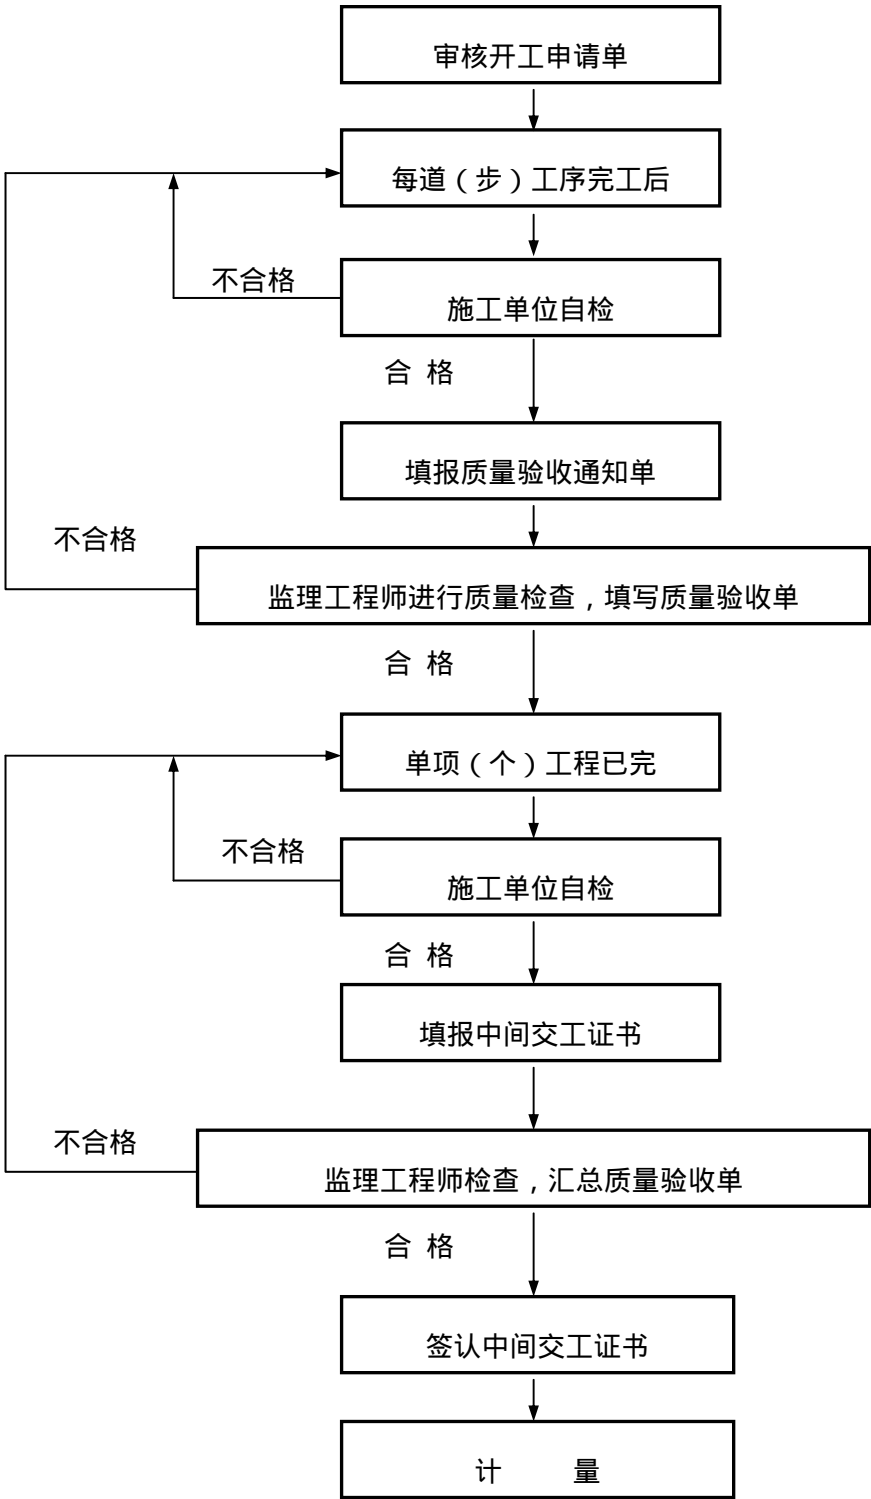 审核开工申请单
每道（步）工序完工后
不合格
施工单位自检
合 格
填报质量验收通知单
不合格
监理工程师进行质量检查，填写质量验收单
合 格
单项（个）工程已完
不合格
施工单位自检
合 格
填报中间交工证书
不合格
监理工程师检查，汇总质量验收单
合 格
签认中间交工证书
计 量